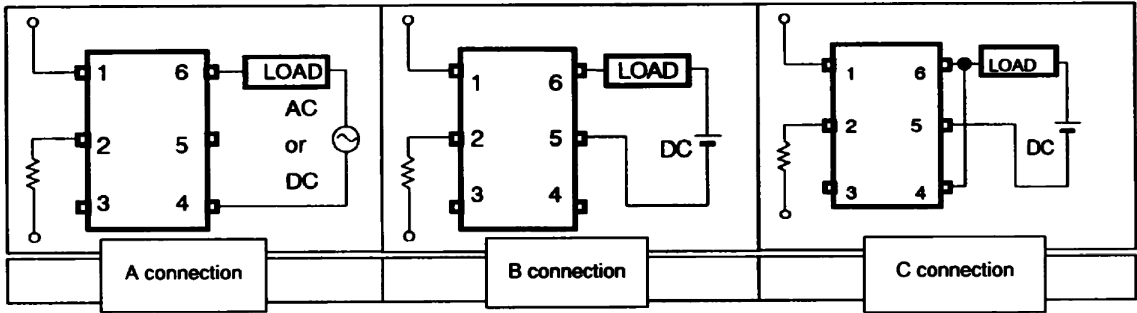 1 6 LOAD
AC
2 5 or
DC
3 4
A connection
1 6 LOAD
2 5 DC
3 4
B connection
1 6 LOAD
2 5 DC
3 4
C connection